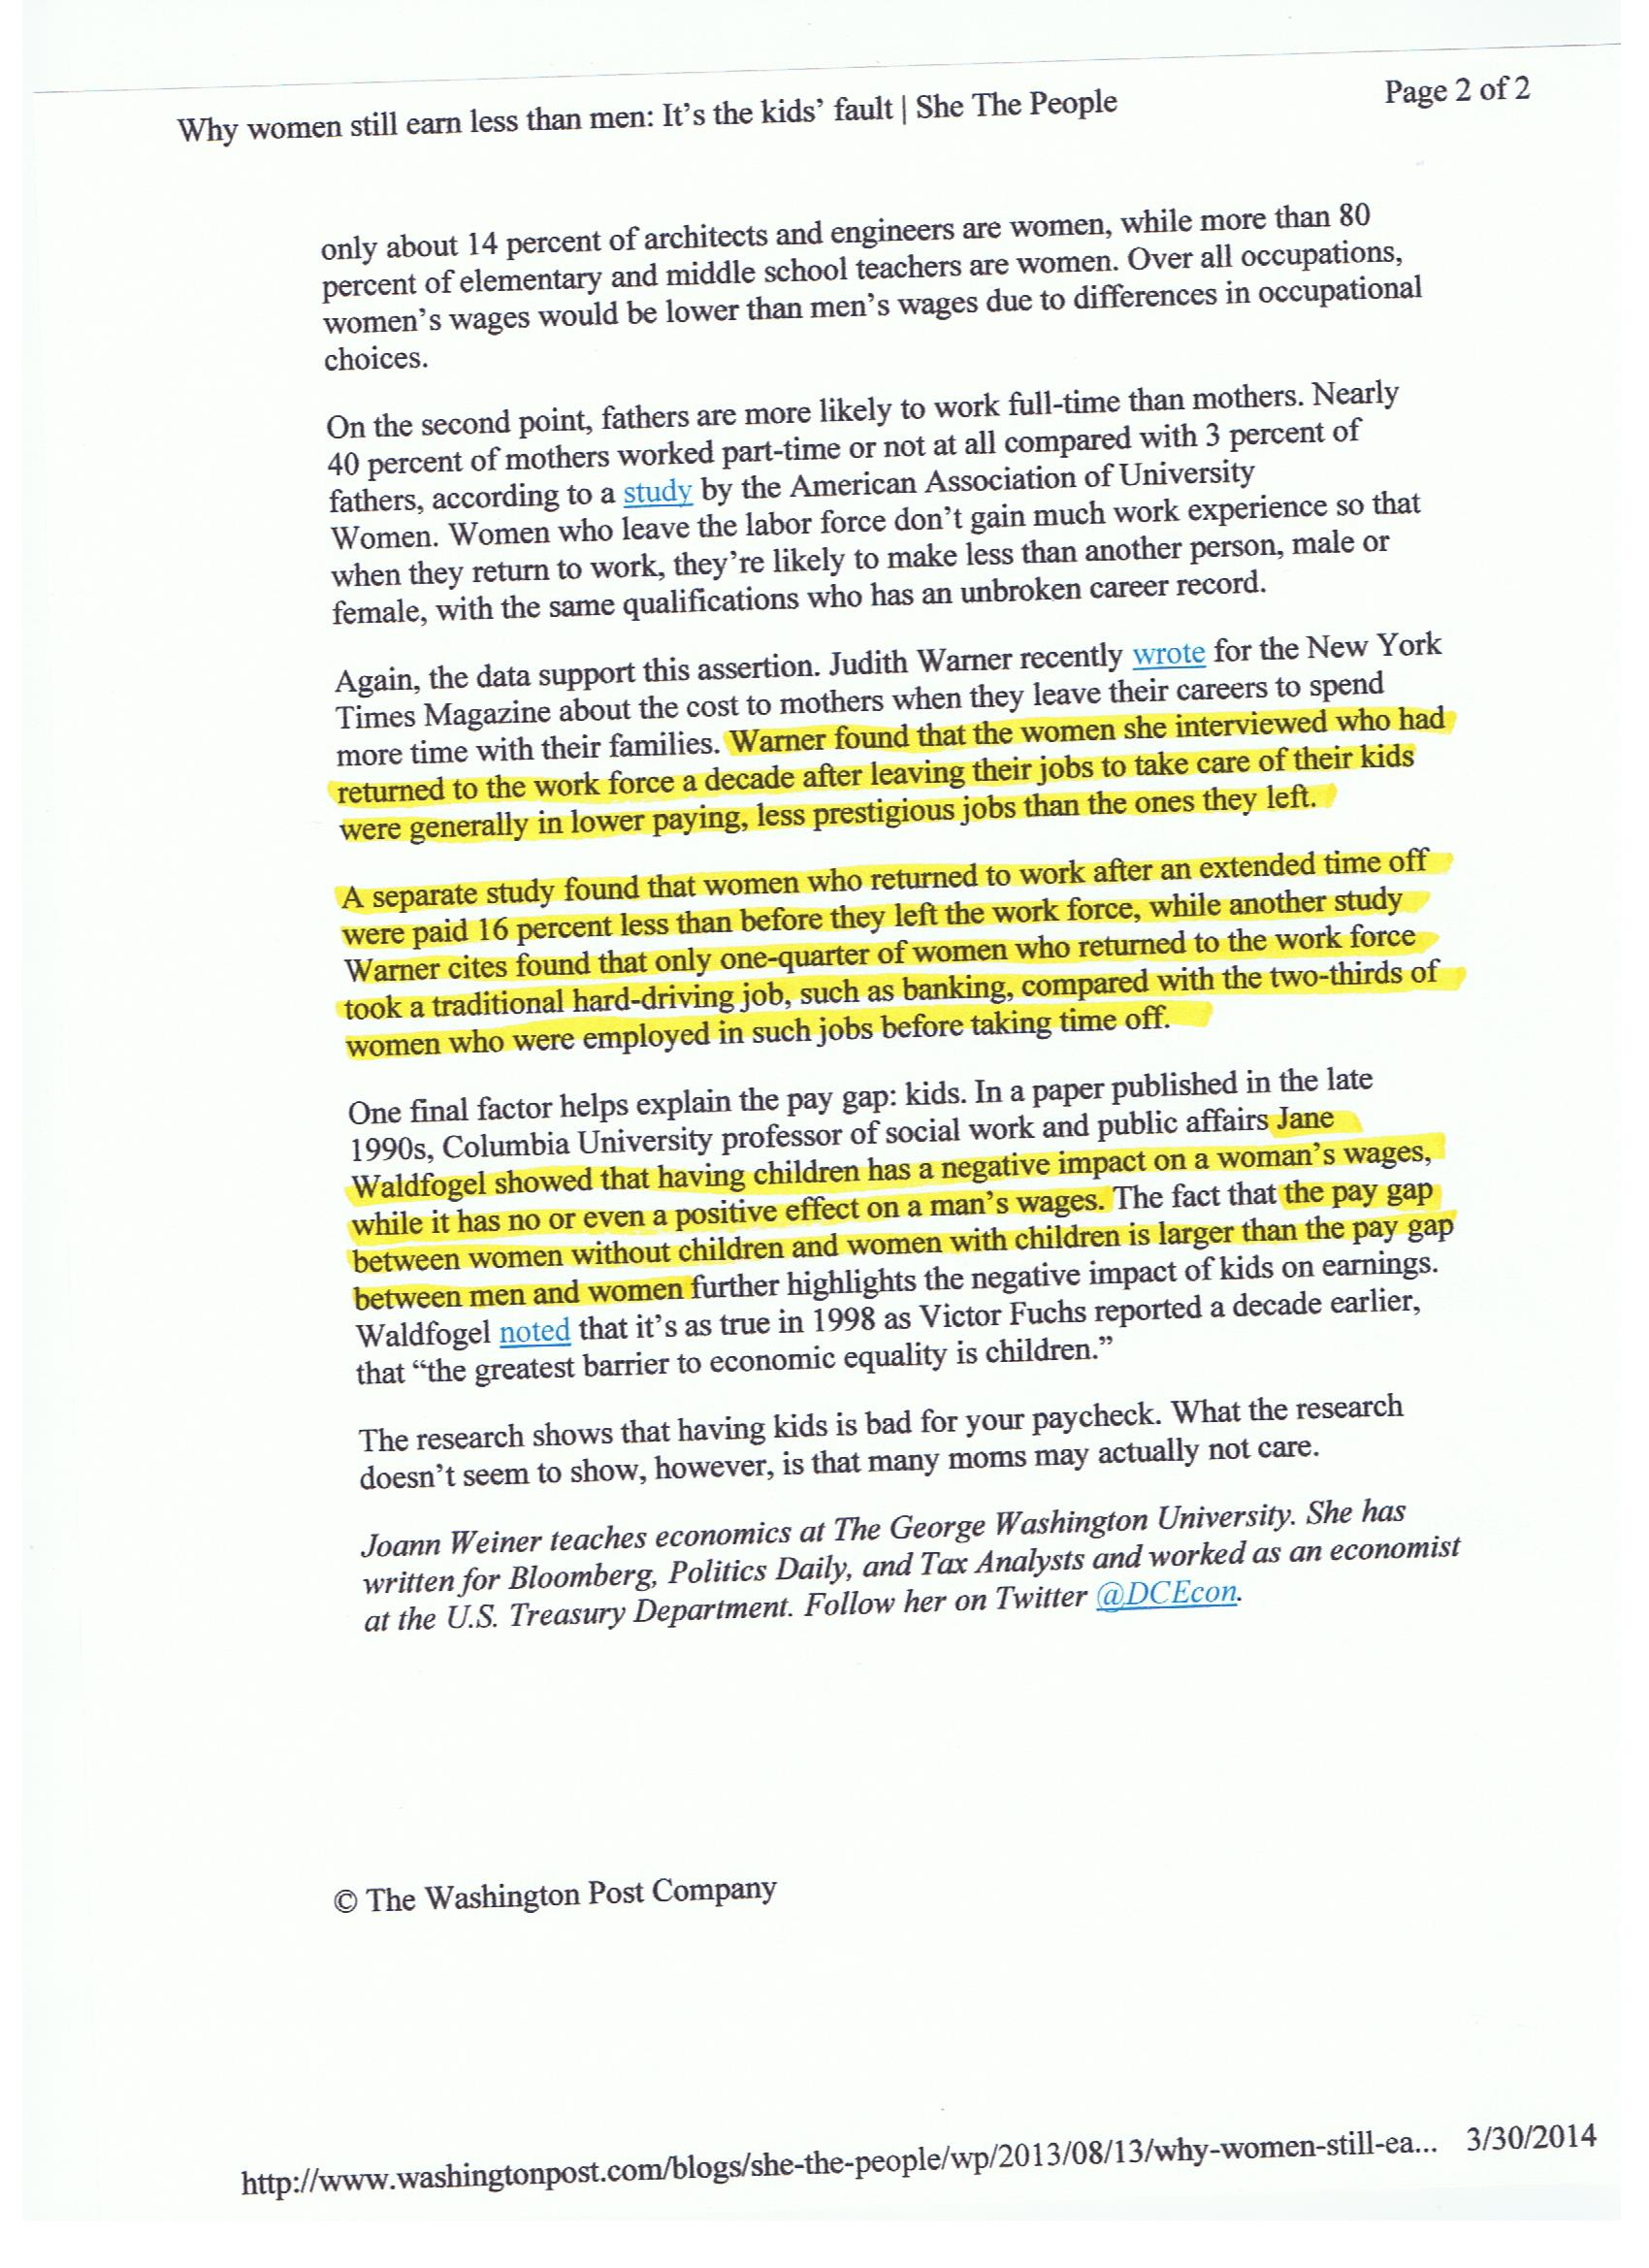 Why women still earn less than men: It's the kids' fault | She The People Page 2 of 2
only about 14 percent of architects and engineers are women, while more than 80
percent of elementary and middle school teachers are women. Over all occupations,
women's wages would be lower than men's wages due to differences in occupational
choices.
On the second point, fathers are more likely to work full-time than mothers. Nearly
40 percent of mothers worked part-time or not at all compared with 3 percent of
fathers, according to a study by the American Association of University
Women. Women who leave the labor force don't gain much work experience so that
when they return to work, they're likely to make less than another person, male or
female, with the same qualifications who has an unbroken career record.
Again, the data support this assertion. Judith Warner recently wrote for the New York
Times Magazine about the cost to mothers when they leave their careers to spend
more time with their families. Warner found that the women she interviewed who had
returned to the work force a decade after leaving their jobs to take care of their kids
were generally in lower paying, less prestigious jobs than the ones they left.
A separate study found that women who returned to work after an extended time off
were paid 16 percent less than before they left the work force, while another study
Warner cites found that only one-quarter of women who returned to the work force
took a traditional hard-driving job, such as banking, compared with the two-thirds of
women who were employed in such jobs before taking time off.
One final factor helps explain the pay gap: kids. In a paper published in the late
1990s, Columbia University professor of social work and public affairs Jane
Waldfogel showed that having children has a negative impact on a woman's wages,
while it has no or even a positive effect on a man's wages. The fact that the pay gap
between women without children and women with children is larger than the pay gap
between men and women further highlights the negative impact of kids on earnings.
Waldfogel noted that it's as true in 1998 as Victor Fuchs reported a decade earlier,
that “the greatest barrier to economic equality is children.”
The research shows that having kids is bad for your paycheck. What the research
doesn't seem to show, however, is that many moms may actually not care.
Joann Weiner teaches economics at The George Washington University. She has
written for Bloomberg, Politics Daily, and Tax Analysts and worked as an economist
at the U.S. Treasury Department. Follow her on Twitter @DCEcon.
© The Washington Post Company
http://www.washingtonpost.com/blogs/she-the-people/wp/2013/08/13/why-women-still-ea... 3/30/2014